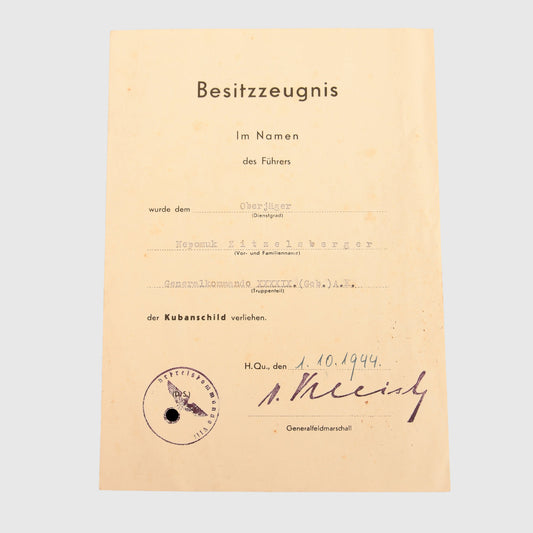 Besitzzeugnis
Im Namen
des Führers
wurde dem Oberjäger
(Dienstgrad)
Nepomuk Zitzelsberger
(Vor- und Familienname)
Generalkommando XXXXIX.(Geb.)A.K.
(Truppenteil)
der Kubanschild verliehen.
H.Qu., den 1.10.1944.
Generalfeldmarschall